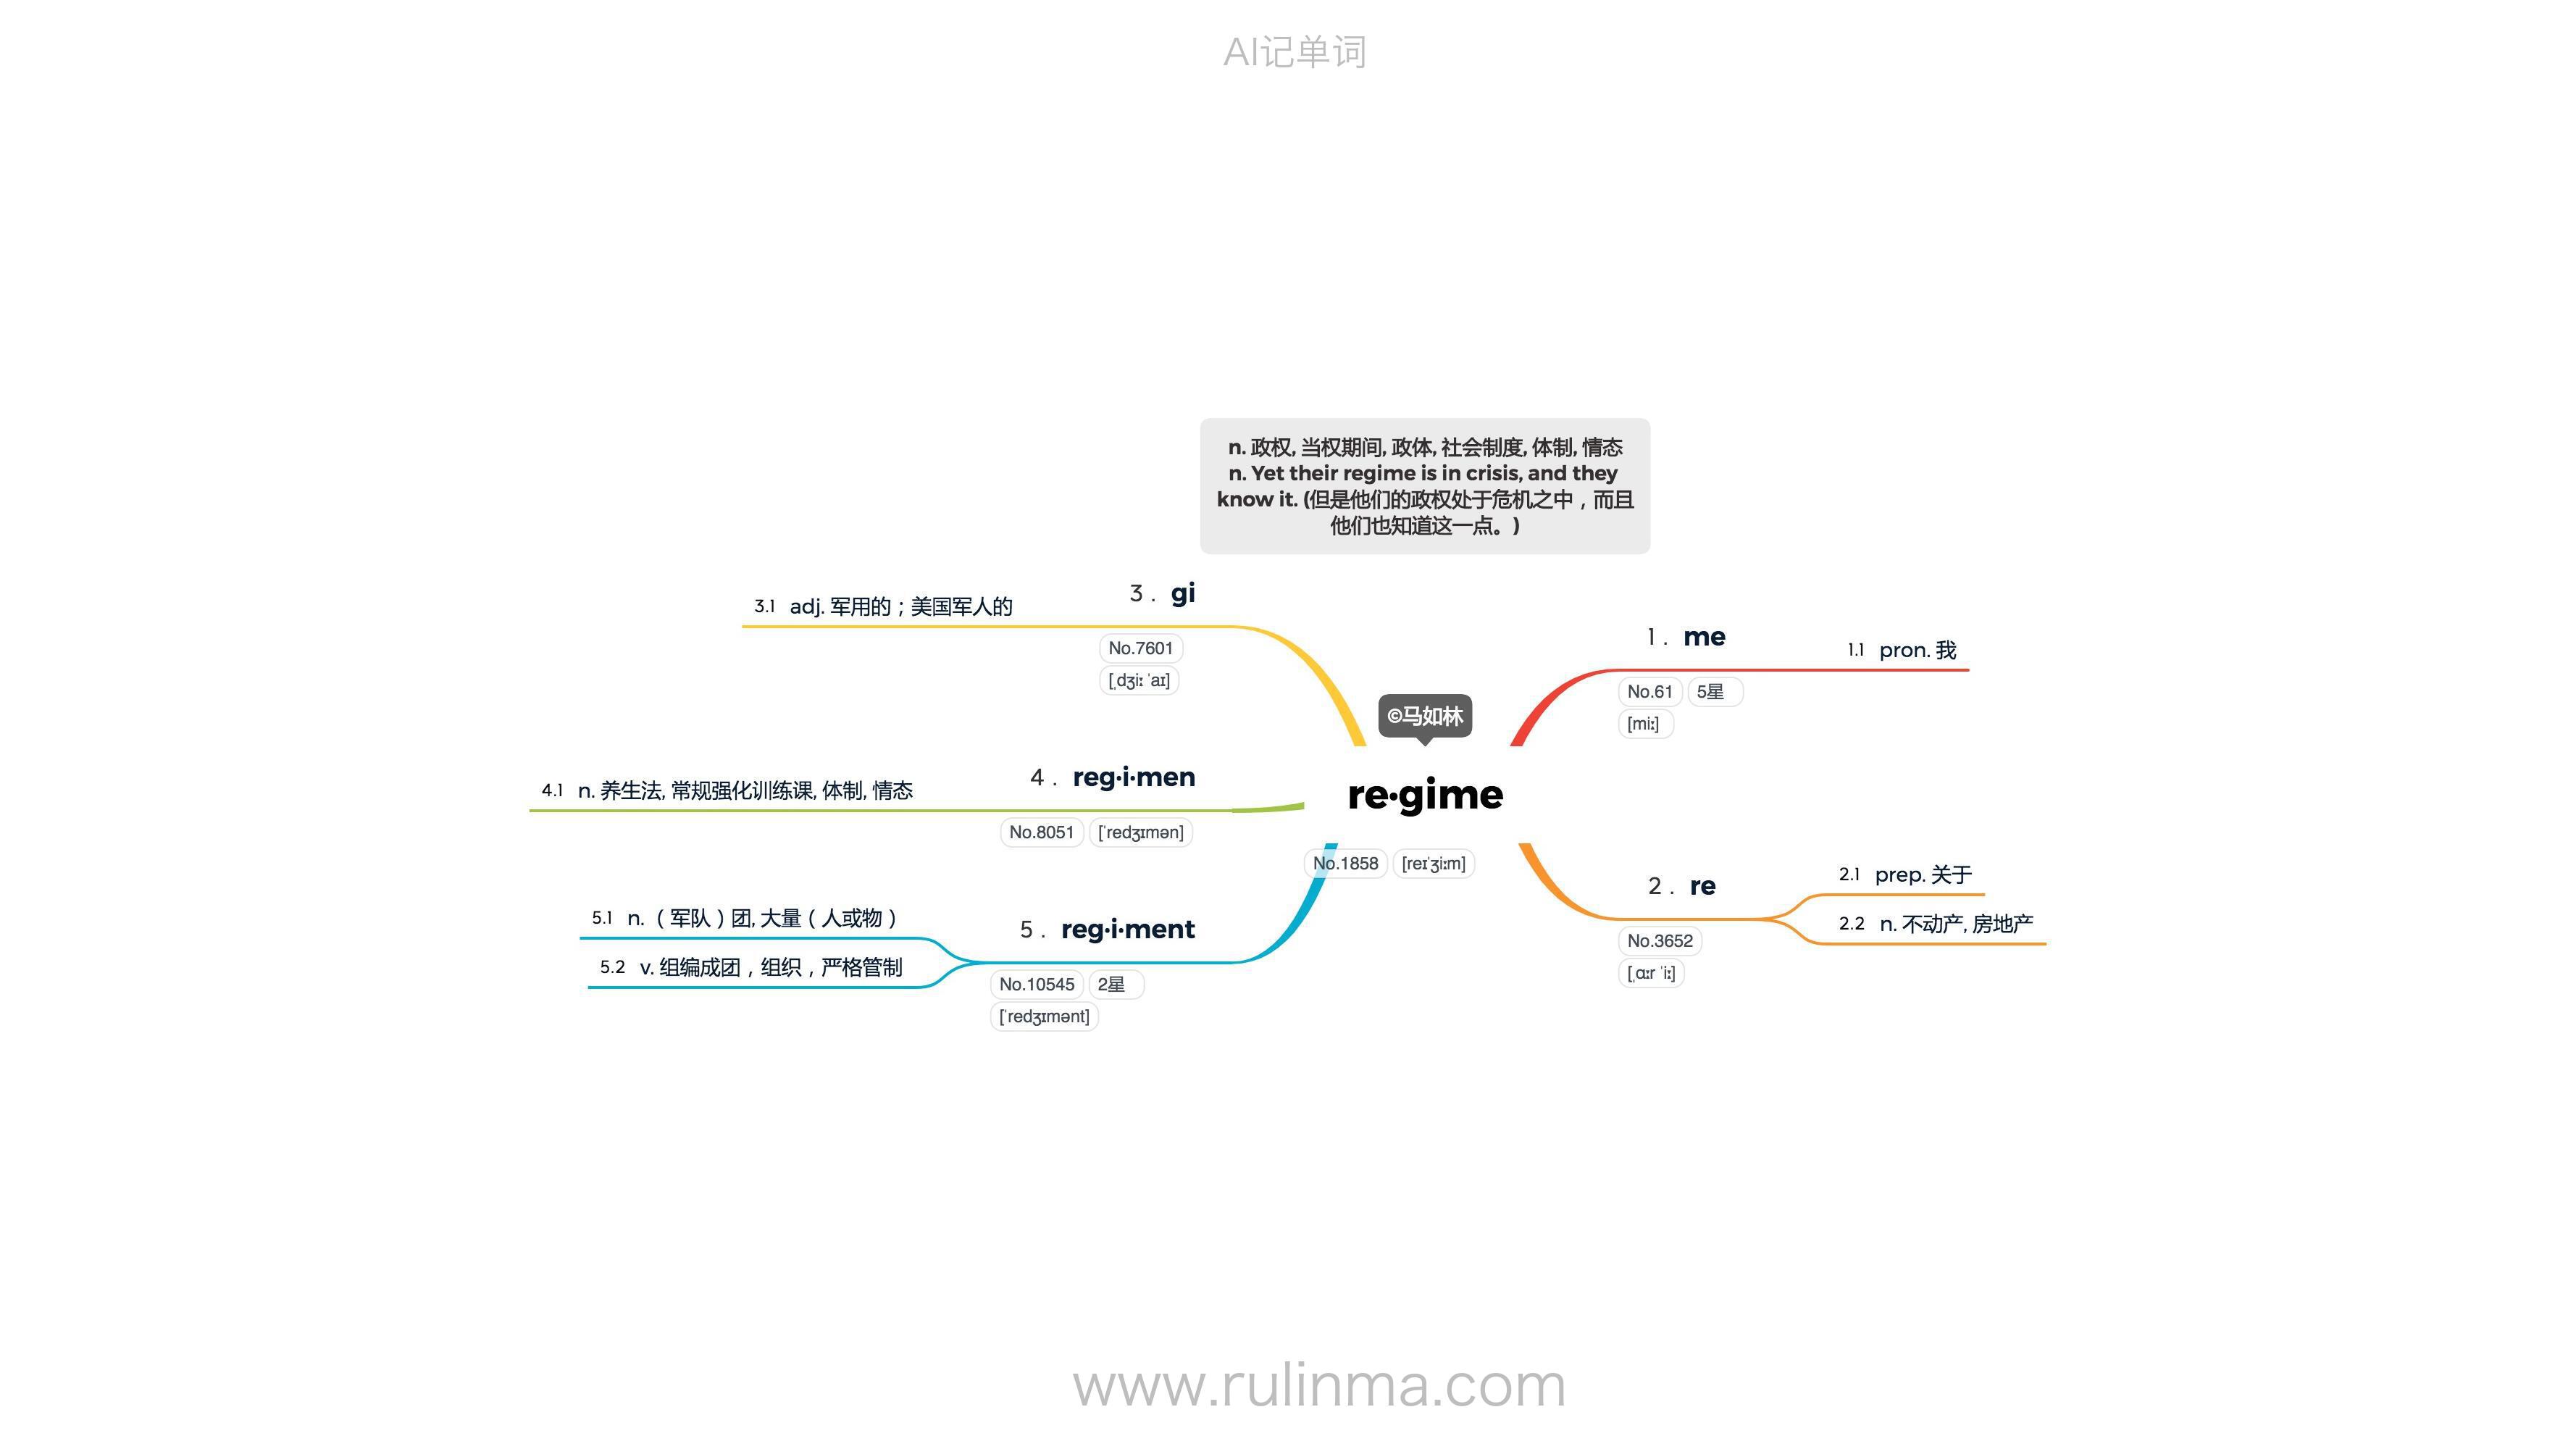 AI记单词
n. 政权, 当权期间, 政体, 社会制度, 体制, 情态
n. Yet their regime is in crisis, and they
know it. (但是他们的政权处于危机之中，而且
他们也知道这一点。)
©马如林
re·gime
No.1858 [reɪˈʒiːm]
1. me
No.61 5星
[miː]
1.1 pron. 我
2. re
No.3652
[ˌɑːr ˈiː]
2.1 prep. 关于
2.2 n. 不动产, 房地产
3. gi
No.7601
[ˌdʒiː ˈaɪ]
3.1 adj. 军用的；美国军人的
4. reg·i·men
No.8051 [ˈredʒɪmən]
4.1 n. 养生法, 常规强化训练课, 体制, 情态
5. reg·i·ment
No.10545 2星
[ˈredʒɪmənt]
5.1 n.（军队）团, 大量（人或物）
5.2 v. 组编成团，组织，严格管制
www.rulinma.com